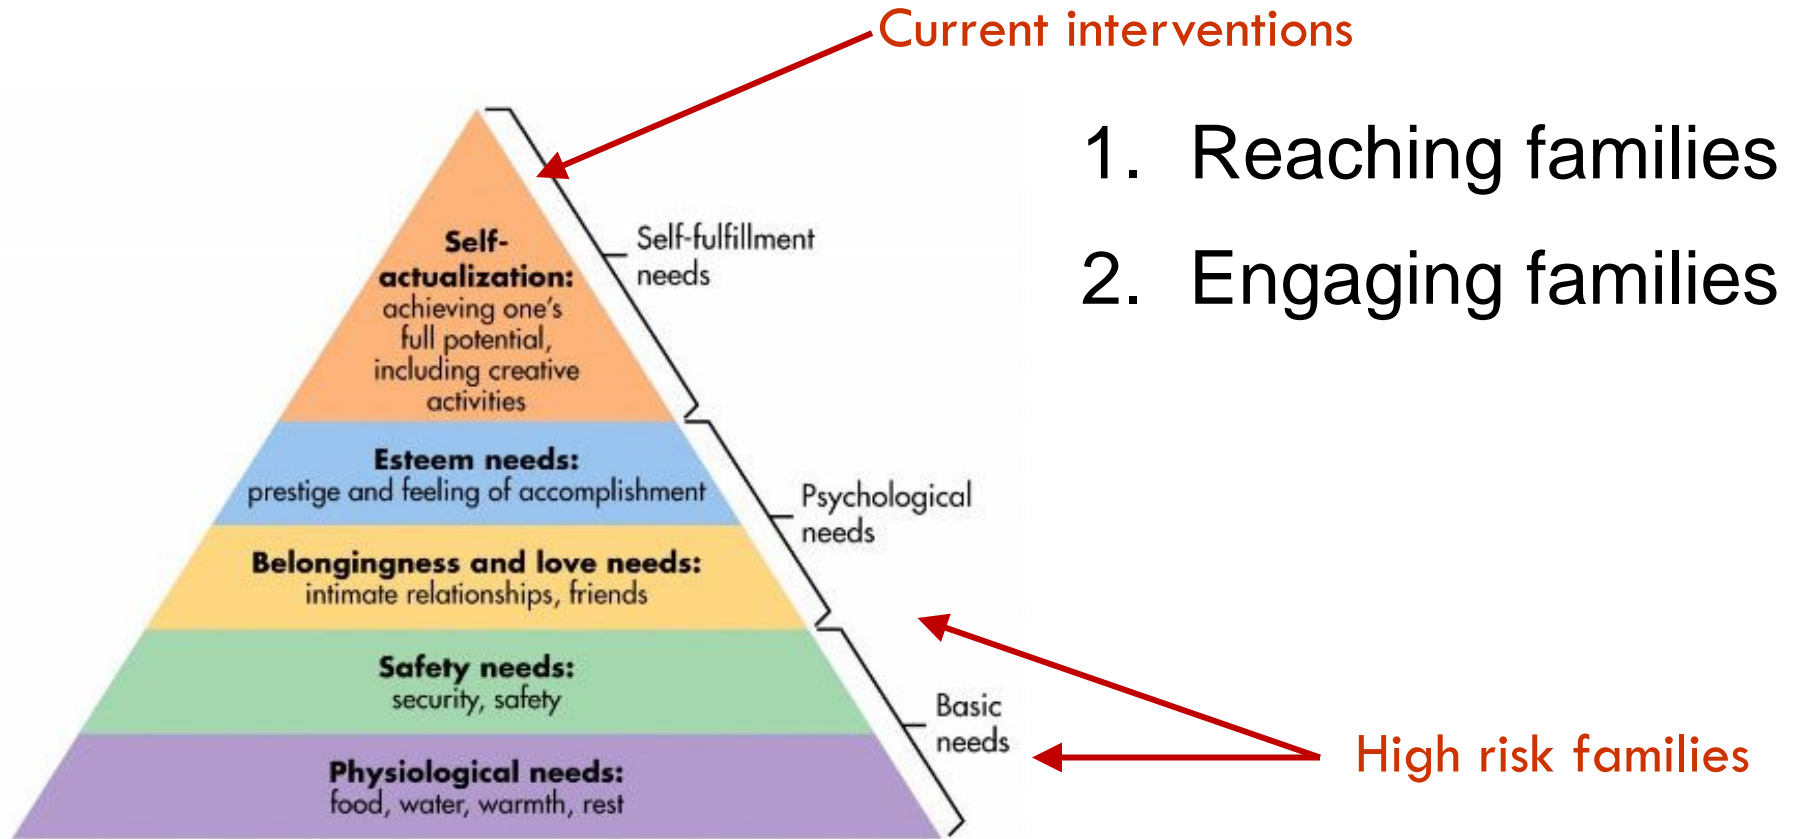 Current interventions
1. Reaching families
2. Engaging families
Self-
actualization:
achieving one's
full potential,
including creative
activities
Self-fulfillment
needs
Esteem needs:
prestige and feeling of accomplishment
Psychological
needs
Belongingness and love needs:
intimate relationships, friends
Safety needs:
security, safety
Basic
needs
High risk families
Physiological needs:
food, water, warmth, rest